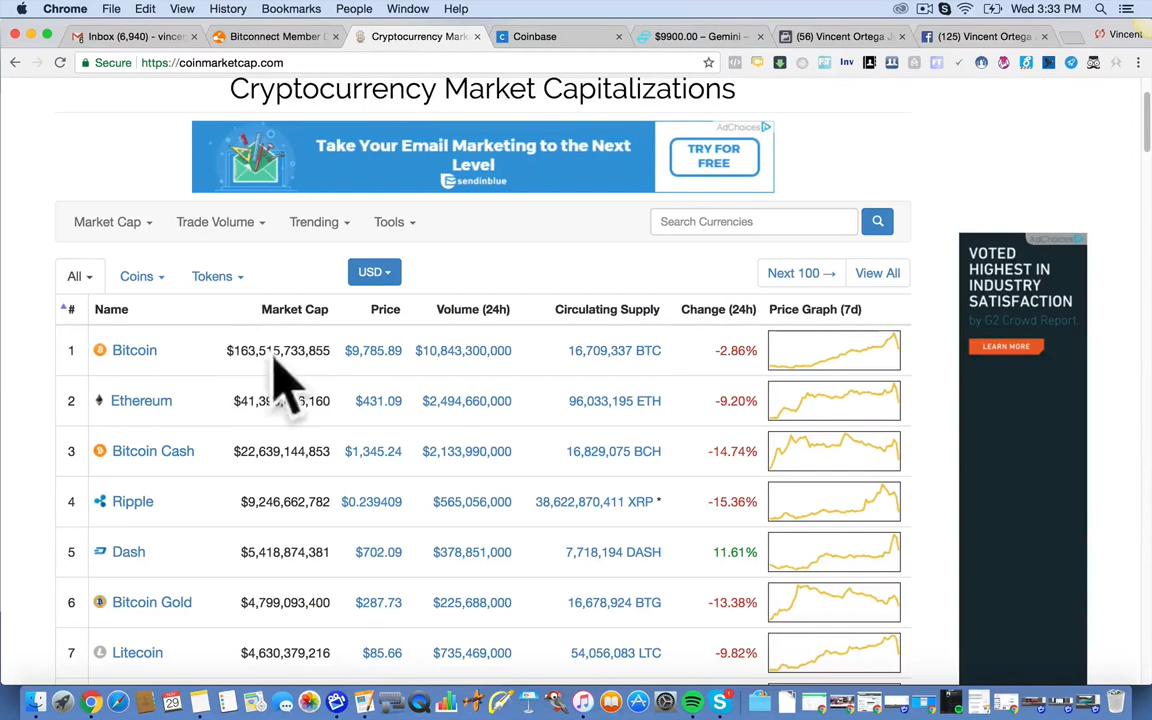 Chrome File Edit View History Bookmarks People Window Help Wed 3:33 PM
Inbox (6,940) - vincen Bitconnect Member D Cryptocurrency Mark Coinbase $9900.00 - Gemini – (56) Vincent Ortega J (125) Vincent Ortega Vincent
Secure https://coinmarketcap.com Inv
Cryptocurrency Market Capitalizations
AdChoices
Take Your Email Marketing to the Next Level
sendinblue
TRY FOR FREE
Market Cap Trade Volume Trending Tools Search Currencies
All Coins Tokens USD Next 100 → View All
# Name Market Cap Price Volume (24h) Circulating Supply Change (24h) Price Graph (7d)
1 Bitcoin $163,515,733,855 $9,785.89 $10,843,300,000 16,709,337 BTC -2.86%
2 Ethereum $431.09 $2,494,660,000 96,033,195 ETH -9.20%
3 Bitcoin Cash $22,639,144,853 $1,345.24 $2,133,990,000 16,829,075 BCH -14.74%
4 Ripple $9,246,662,782 $0.239409 $565,056,000 38,622,870,411 XRP * -15.36%
5 Dash $5,418,874,381 $702.09 $378,851,000 7,718,194 DASH 11.61%
6 Bitcoin Gold $4,799,093,400 $287.73 $225,688,000 16,678,924 BTG -13.38%
7 Litecoin $4,630,379,216 $85.66 $735,469,000 54,056,083 LTC -9.82%
AdChoices
VOTED
HIGHEST IN
INDUSTRY
SATISFACTION
by G2 Crowd Report.
LEARN MORE
29